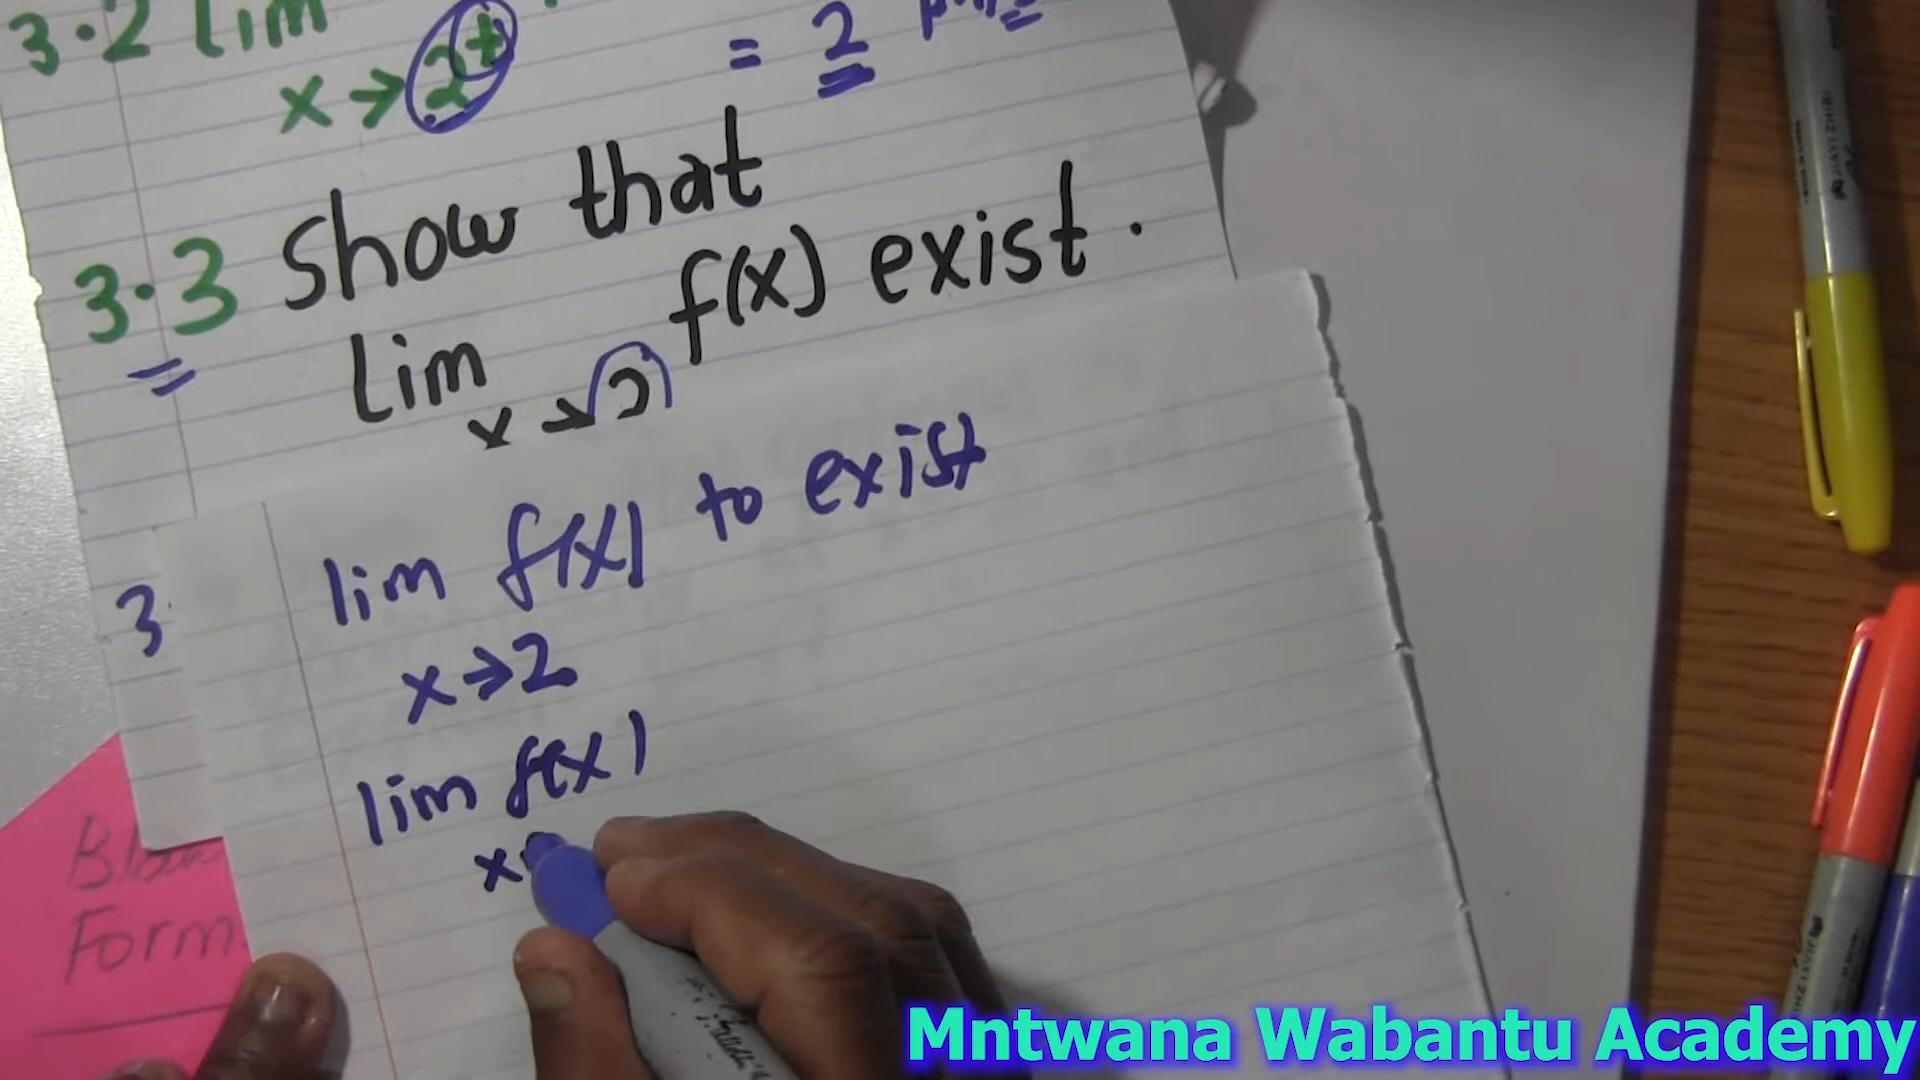 3.2 lim
x → 2+
= 2
3.3 Show that
lim f(x) exist.
x → 2
3
lim f(x) to exist
x → 2
lim f(x)
x
Form
Mntwana Wabantu Academy